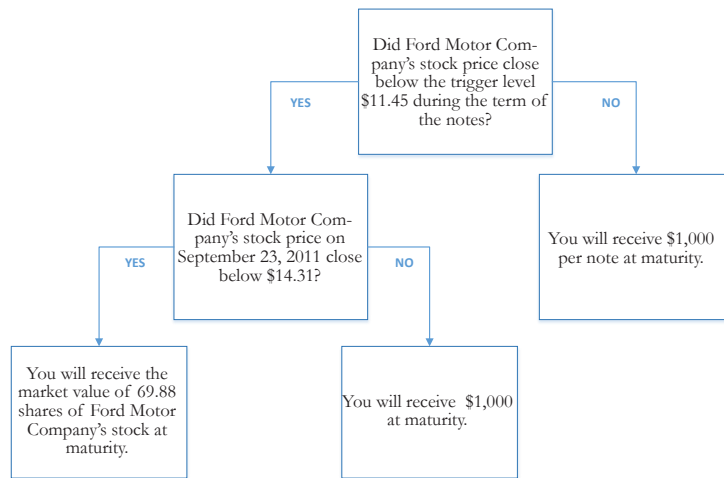 Did Ford Motor Com-
pany's stock price close
below the trigger level
$11.45 during the term of
the notes?
YES
NO
Did Ford Motor Com-
pany's stock price on
September 23, 2011 close
below $14.31?
You will receive $1,000
per note at maturity.
YES
NO
You will receive the
market value of 69.88
shares of Ford Motor
Company's stock at
maturity.
You will receive  $1,000
at maturity.